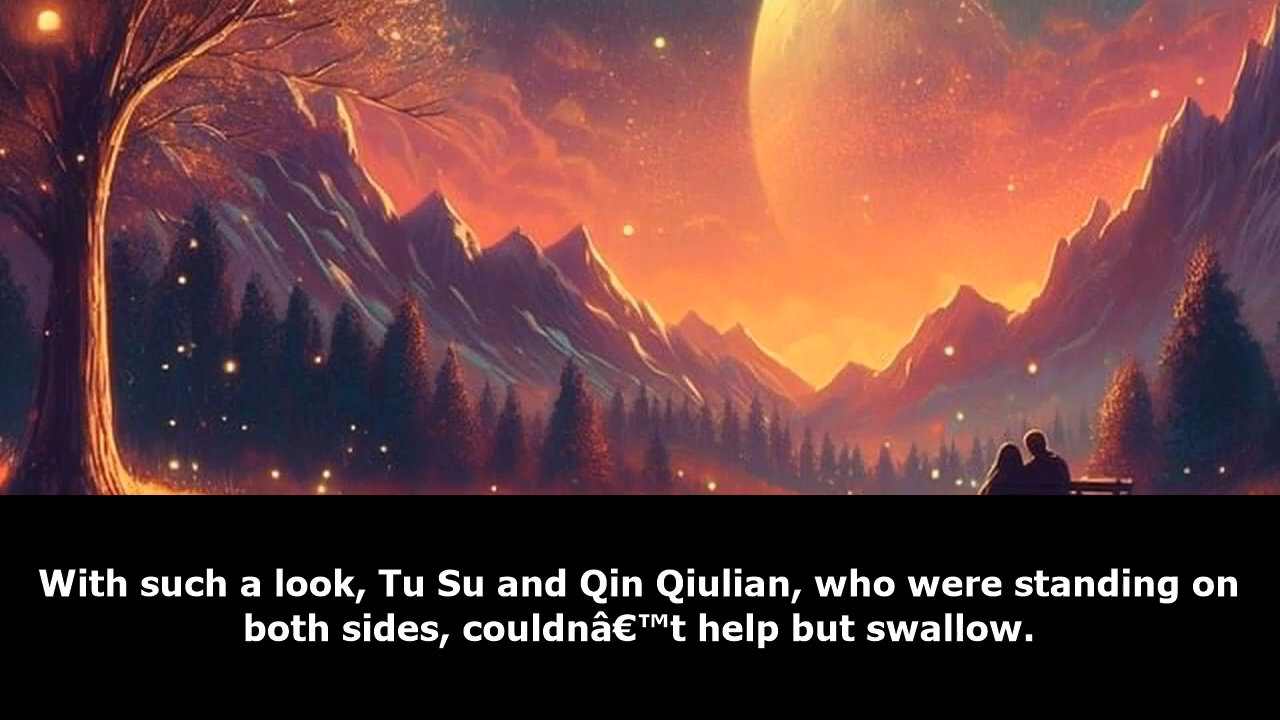 With such a look, Tu Su and Qin Qiulian, who were standing on
both sides, couldnâ€™t help but swallow.